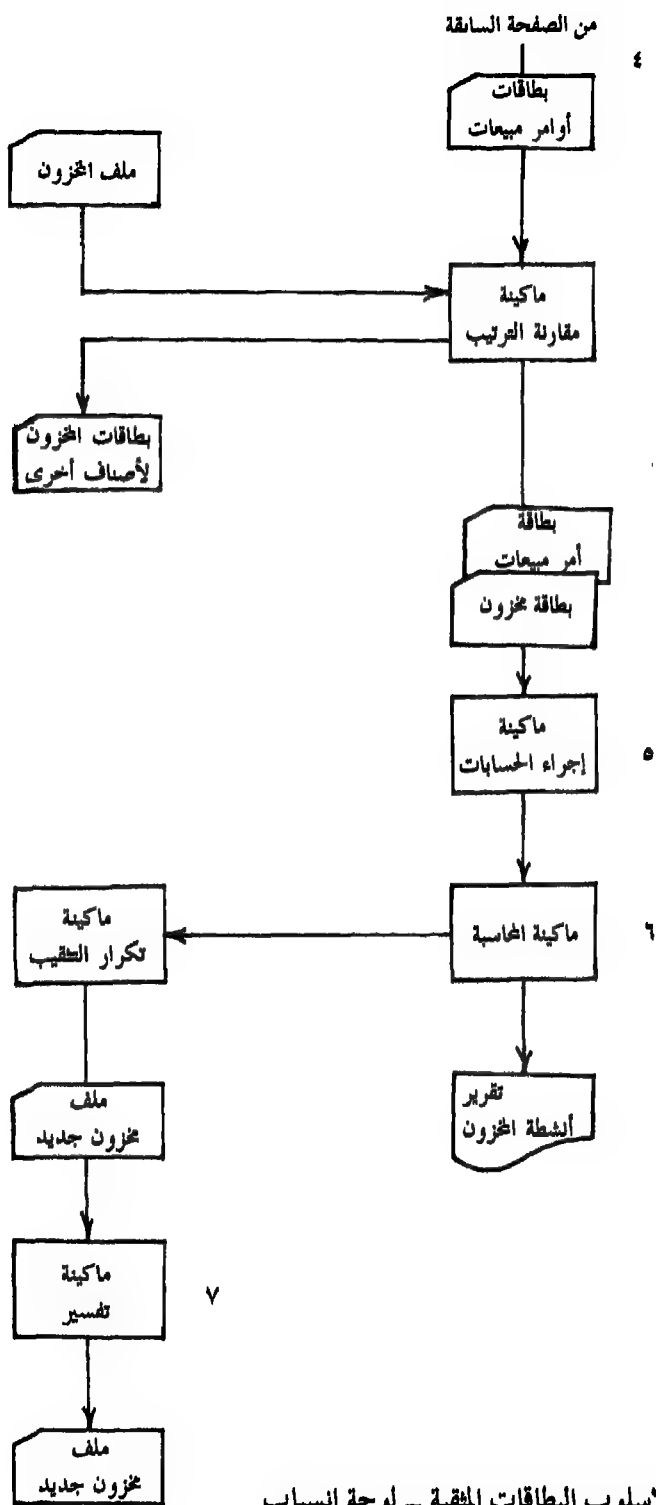 من الصفحة السابقة
٤
بطاقات
أوامر مبيعات
ملف المخزون
ماكينة
مقارنة الترتيب
بطاقات المخزون
لأصناف أخرى
بطاقة
أمر مبيعات
بطاقة مخزون
ماكينة
إجراء الحسابات
٥
ماكينة المحاسبة
٦
ماكينة
تكرار التثقيب
تقرير
أنشطة المخزون
ملف
مخزون جديد
ماكينة
تفسير
٧
ملف
مخزون جديد
أسلوب البطاقات المثقبة ــ لوحة انسياب